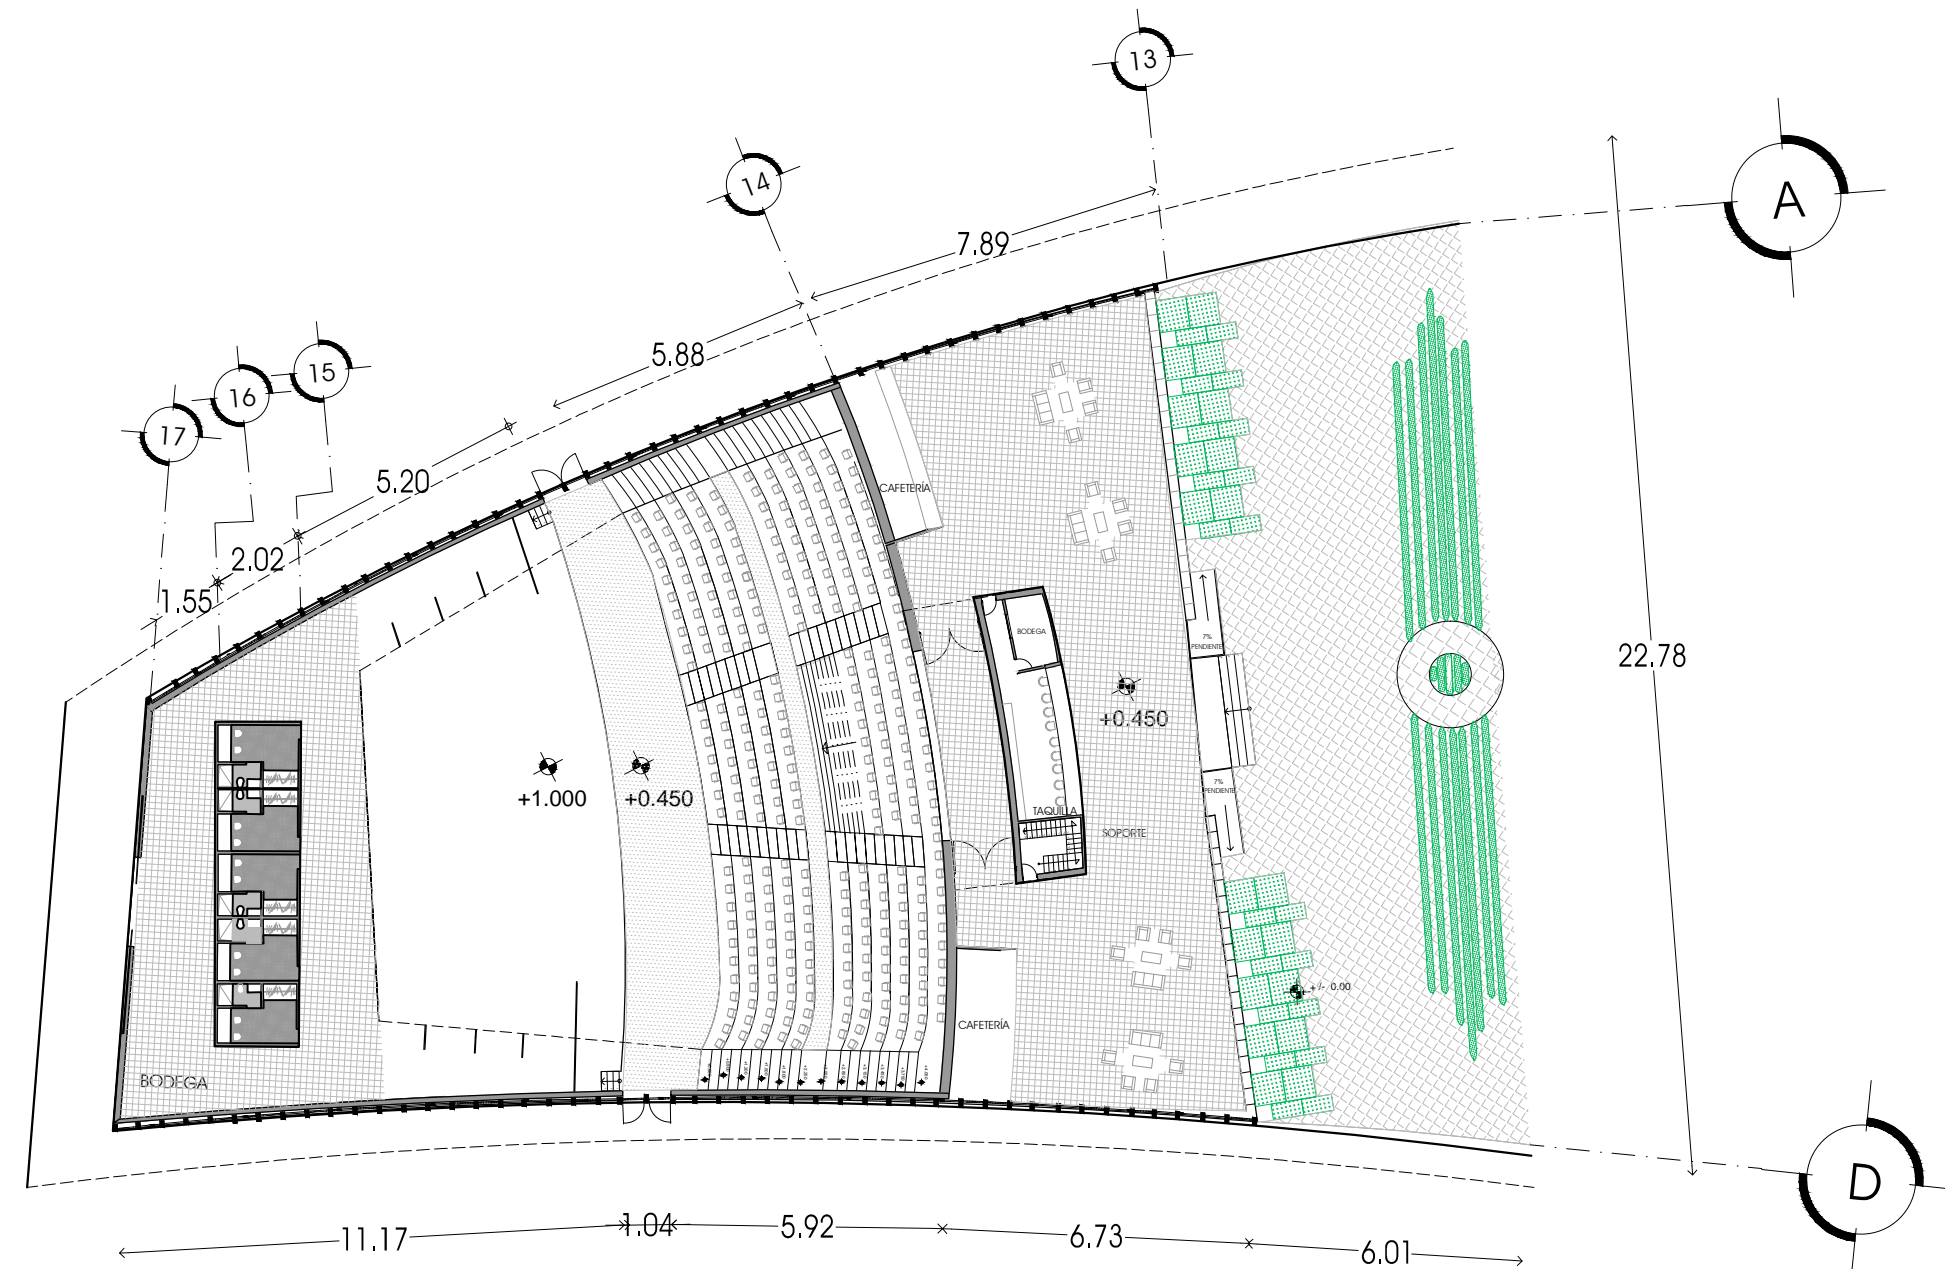 13
A
14
7.89
5.88
15
16
17
5.20
CAFETERÍA
2.02
1.55
BODEGA
7%
PENDIENTE
22.78
+0.450
+1.000
+0.450
7%
PENDIENTE
TAQUILLA
SOPORTE
+/- 0.00
CAFETERÍA
BODEGA
D
11.17
1.04
5.92
6.73
6.01